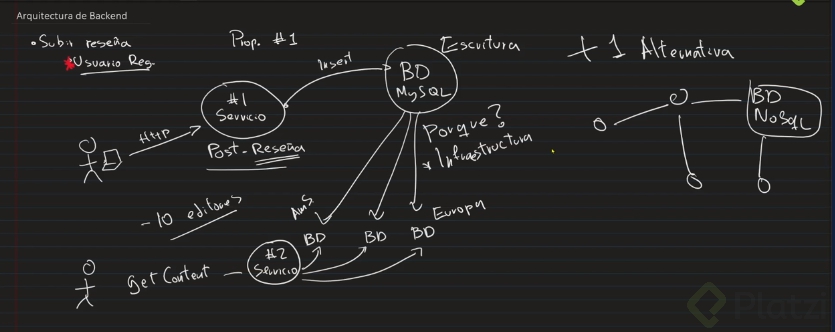 Arquitectura de Backend
• Subir reseña
* Usuario Reg.
Prop. #1
Insert
Escritura
BD
MySQL
+ 1 Alternativa
#1
Servicio
HTTP
Post-Reseña
Porque?
* Infraestructura
BD
NoSQL
- 10 editores
Ams
Europa
BD
BD
BD
get Content
#2
Servicio
Platzi